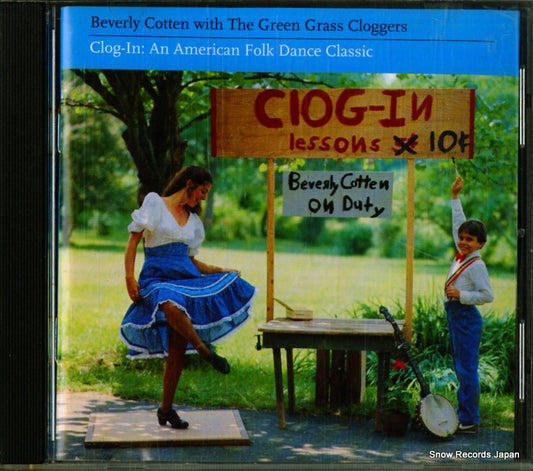 Beverly Cotten with The Green Grass Cloggers
Clog-In: An American Folk Dance Classic
CLOG-IN
lessons 5¢ 10¢
Beverly Cotten
ON Duty
Snow Records Japan